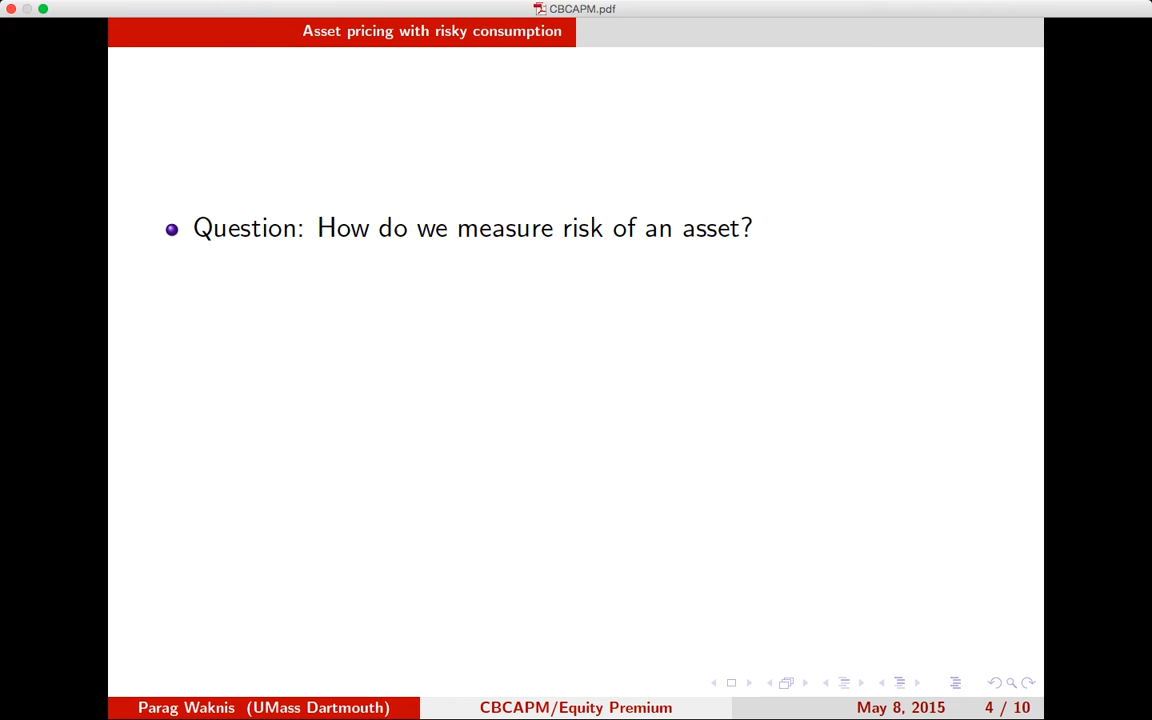 CBCAPM.pdf
Asset pricing with risky consumption
Question: How do we measure risk of an asset?
Parag Waknis (UMass Dartmouth) CBCAPM/Equity Premium May 8, 2015 4 / 10